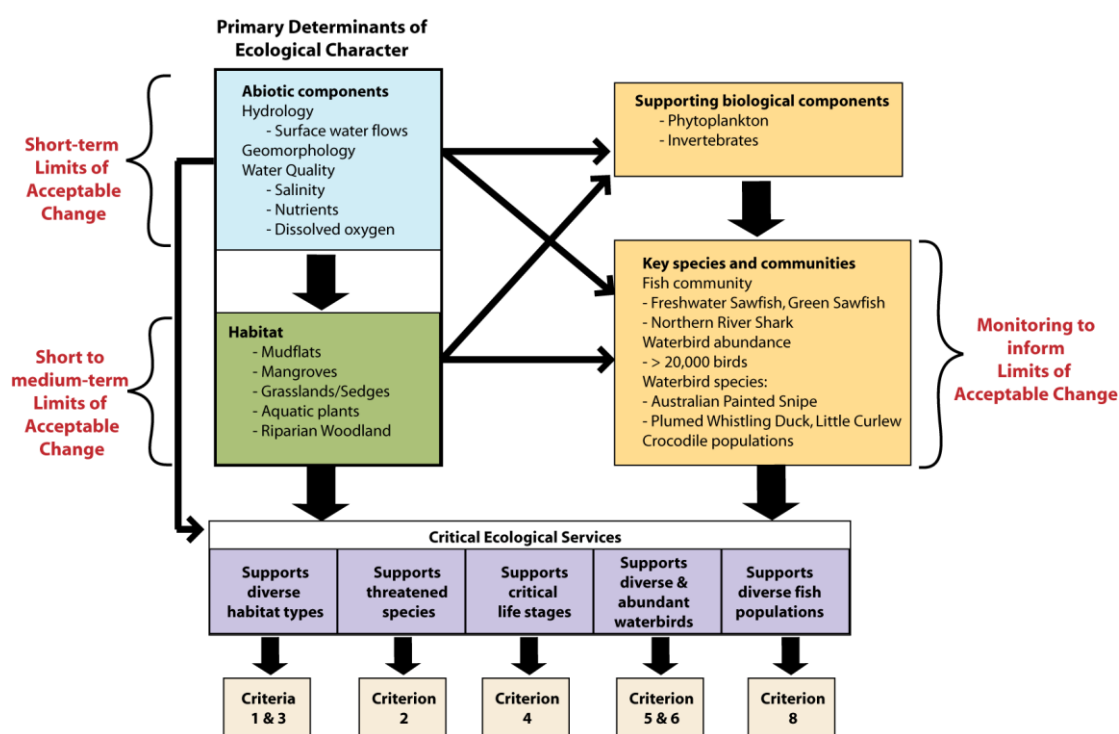 Primary Determinants of
Ecological Character
Short-term
Limits of
Acceptable
Change
Abiotic components
Hydrology
- Surface water flows
Geomorphology
Water Quality
- Salinity
- Nutrients
- Dissolved oxygen
Supporting biological components
- Phytoplankton
- Invertebrates
Short to
medium-term
Limits of
Acceptable
Change
Habitat
- Mudflats
- Mangroves
- Grasslands/Sedges
- Aquatic plants
- Riparian Woodland
Key species and communities
Fish community
- Freshwater Sawfish, Green Sawfish
- Northern River Shark
Waterbird abundance
- > 20,000 birds
Waterbird species:
- Australian Painted Snipe
- Plumed Whistling Duck, Little Curlew
Crocodile populations
Monitoring to
inform
Limits of
Acceptable Change
Critical Ecological Services
Supports
diverse
habitat types
Supports
threatened
species
Supports
critical
life stages
Supports
diverse &
abundant
waterbirds
Supports
diverse fish
populations
Criteria
1 & 3
Criterion
2
Criterion
4
Criterion
5 & 6
Criterion
8